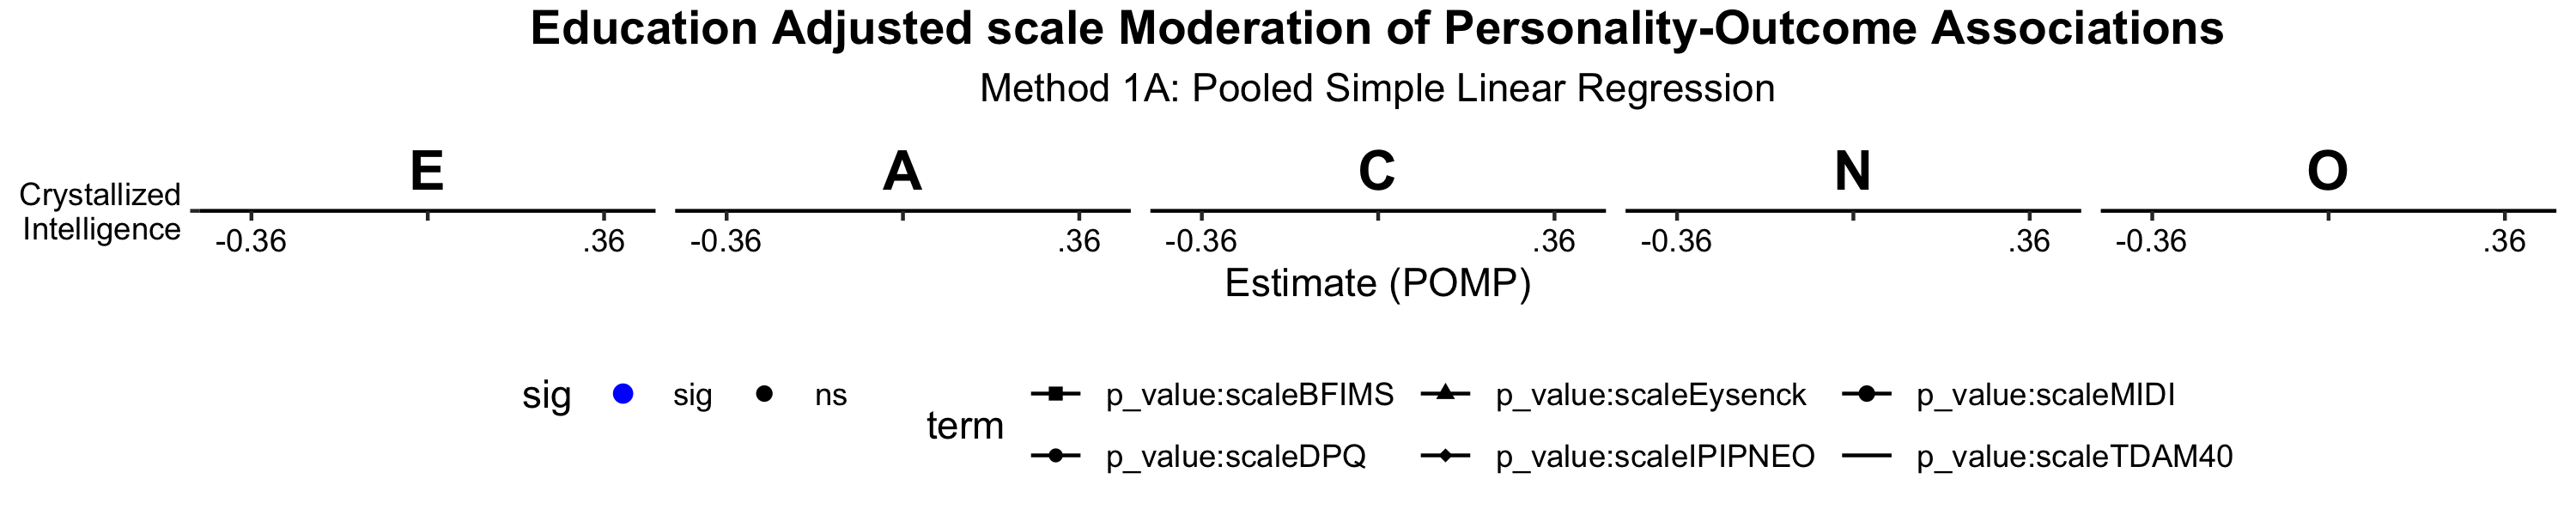 Education Adjusted scale Moderation of Personality-Outcome Associations
Method 1A: Pooled Simple Linear Regression
E A C N O
Crystallized
Intelligence
-0.36 .36 -0.36 .36 -0.36 .36 -0.36 .36 -0.36 .36
Estimate (POMP)
sig sig ns
term
p_value:scaleBFIMS p_value:scaleEysenck p_value:scaleMIDI
p_value:scaleDPQ p_value:scaleIPIPNEO p_value:scaleTDAM40